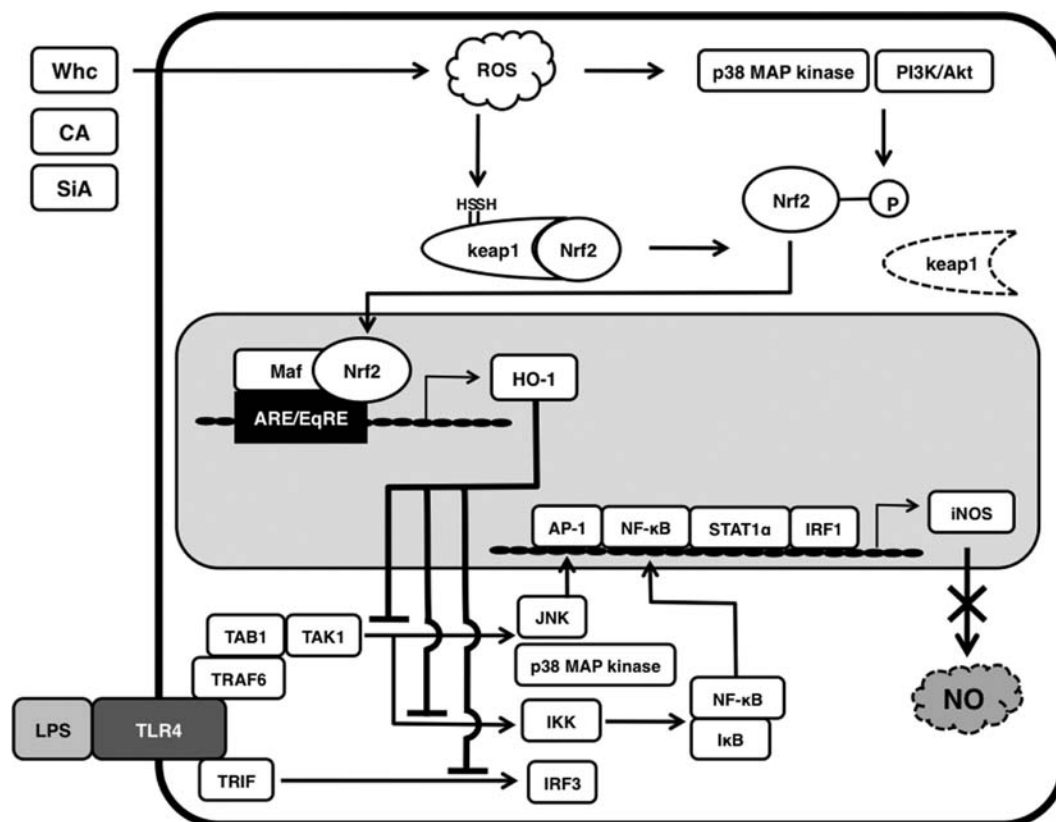 Whc
ROS
p38 MAP kinase
PI3K/Akt
CA
SiA
HSSH
Nrf2
P
keap1
Nrf2
keap1
Maf
Nrf2
HO-1
ARE/EqRE
AP-1
NF-κB
STAT1α
IRF1
iNOS
TAB1
TAK1
JNK
TRAF6
p38 MAP kinase
NF-κB
NO
LPS
TLR4
IKK
IκB
TRIF
IRF3